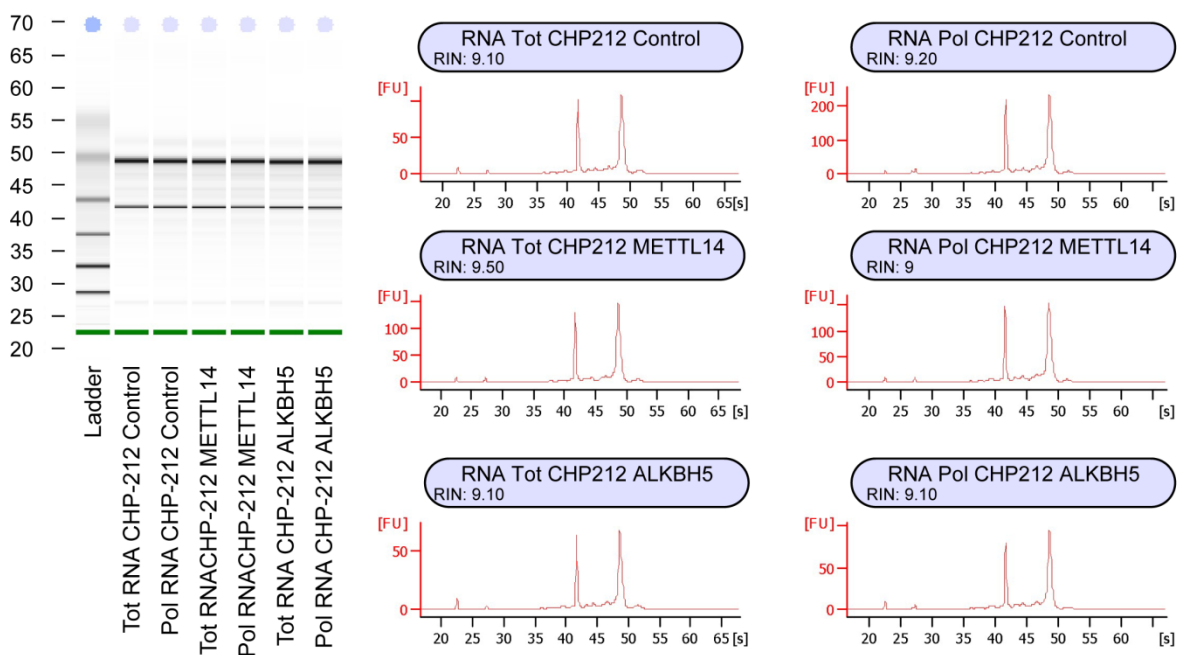 70
65
60
55
50
45
40
35
30
25
20
Ladder
Tot RNA CHP-212 Control
Pol RNA CHP-212 Control
Tot RNACHP-212 METTL14
Pol RNACHP-212 METTL14
Tot RNA CHP-212 ALKBH5
Pol RNA CHP-212 ALKBH5
RNA Tot CHP212 Control
RIN: 9.10
[FU]
50
0
20 25 30 35 40 45 50 55 60 65[s]
RNA Pol CHP212 Control
RIN: 9.20
[FU]
200
100
0
20 25 30 35 40 45 50 55 60 [s]
RNA Tot CHP212 METTL14
RIN: 9.50
[FU]
100
50
0
20 25 30 35 40 45 50 55 60 65 [s]
RNA Pol CHP212 METTL14
RIN: 9
[FU]
100
50
0
20 25 30 35 40 45 50 55 60 [s]
RNA Tot CHP212 ALKBH5
RIN: 9.10
[FU]
50
0
20 25 30 35 40 45 50 55 60 65 [s]
RNA Pol CHP212 ALKBH5
RIN: 9.10
[FU]
100
50
0
20 25 30 35 40 45 50 55 60 [s]